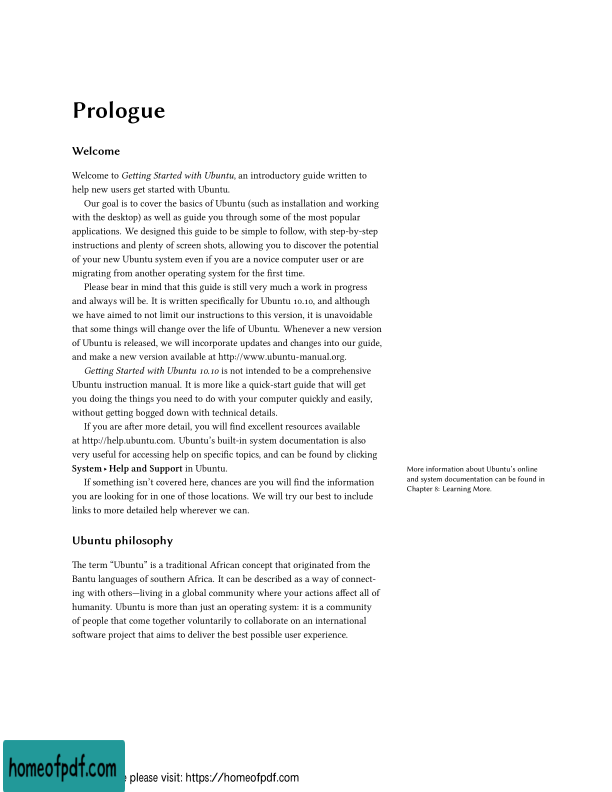 Prologue
Welcome
Welcome to Getting Started with Ubuntu, an introductory guide written to
help new users get started with Ubuntu.
Our goal is to cover the basics of Ubuntu (such as installation and working
with the desktop) as well as guide you through some of the most popular
applications. We designed this guide to be simple to follow, with step-by-step
instructions and plenty of screen shots, allowing you to discover the potential
of your new Ubuntu system even if you are a novice computer user or are
migrating from another operating system for the first time.
Please bear in mind that this guide is still very much a work in progress
and always will be. It is written specifically for Ubuntu 10.10, and although
we have aimed to not limit our instructions to this version, it is unavoidable
that some things will change over the life of Ubuntu. Whenever a new version
of Ubuntu is released, we will incorporate updates and changes into our guide,
and make a new version available at http://www.ubuntu-manual.org.
Getting Started with Ubuntu 10.10 is not intended to be a comprehensive
Ubuntu instruction manual. It is more like a quick-start guide that will get
you doing the things you need to do with your computer quickly and easily,
without getting bogged down with technical details.
If you are after more detail, you will find excellent resources available
at http://help.ubuntu.com. Ubuntu's built-in system documentation is also
very useful for accessing help on specific topics, and can be found by clicking
System ▸ Help and Support in Ubuntu.
If something isn't covered here, chances are you will find the information
you are looking for in one of those locations. We will try our best to include
links to more detailed help wherever we can.
More information about Ubuntu's online
and system documentation can be found in
Chapter 8: Learning More.
Ubuntu philosophy
The term "Ubuntu" is a traditional African concept that originated from the
Bantu languages of southern Africa. It can be described as a way of connect-
ing with others—living in a global community where your actions affect all of
humanity. Ubuntu is more than just an operating system: it is a community
of people that come together voluntarily to collaborate on an international
software project that aims to deliver the best possible user experience.
homeofpdf.com
please visit: https://homeofpdf.com